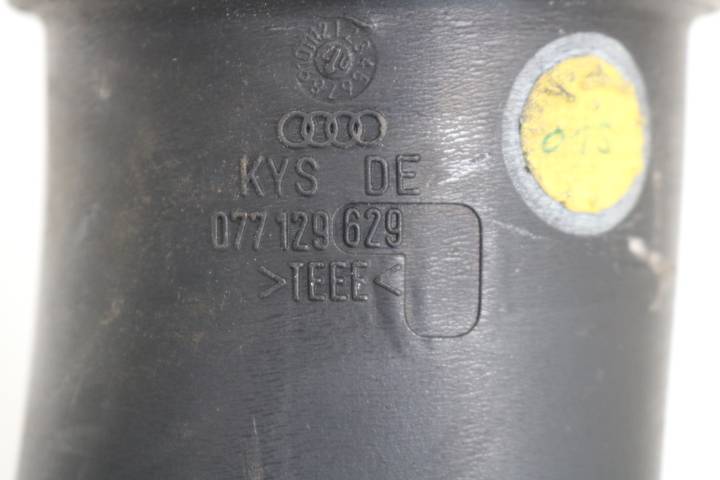 KYS DE
077 129 629
>TEEE<